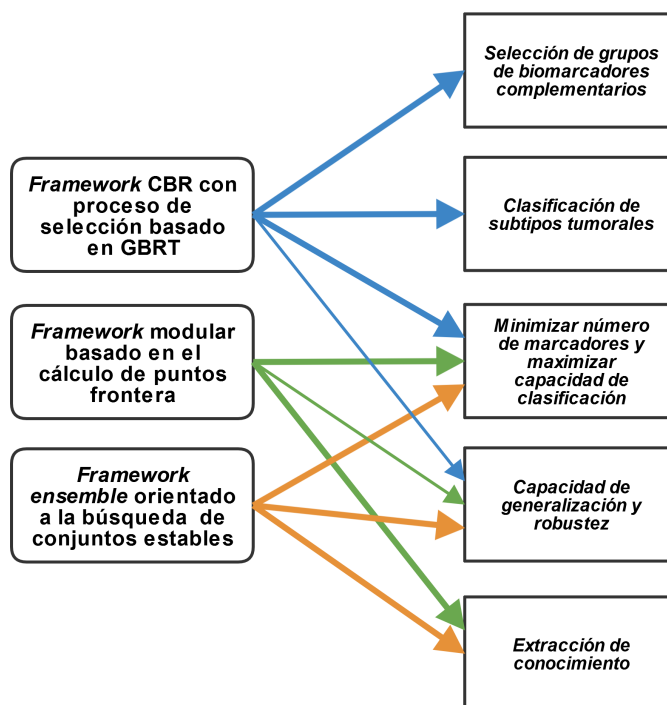 Selección de grupos
de biomarcadores
complementarios
Framework CBR con
proceso de
selección basado
en GBRT
Clasificación de
subtipos tumorales
Framework modular
basado en el
cálculo de puntos
frontera
Minimizar número
de marcadores y
maximizar
capacidad de
clasificación
Framework
ensemble orientado
a la búsqueda de
conjuntos estables
Capacidad de
generalización y
robustez
Extracción de
conocimiento